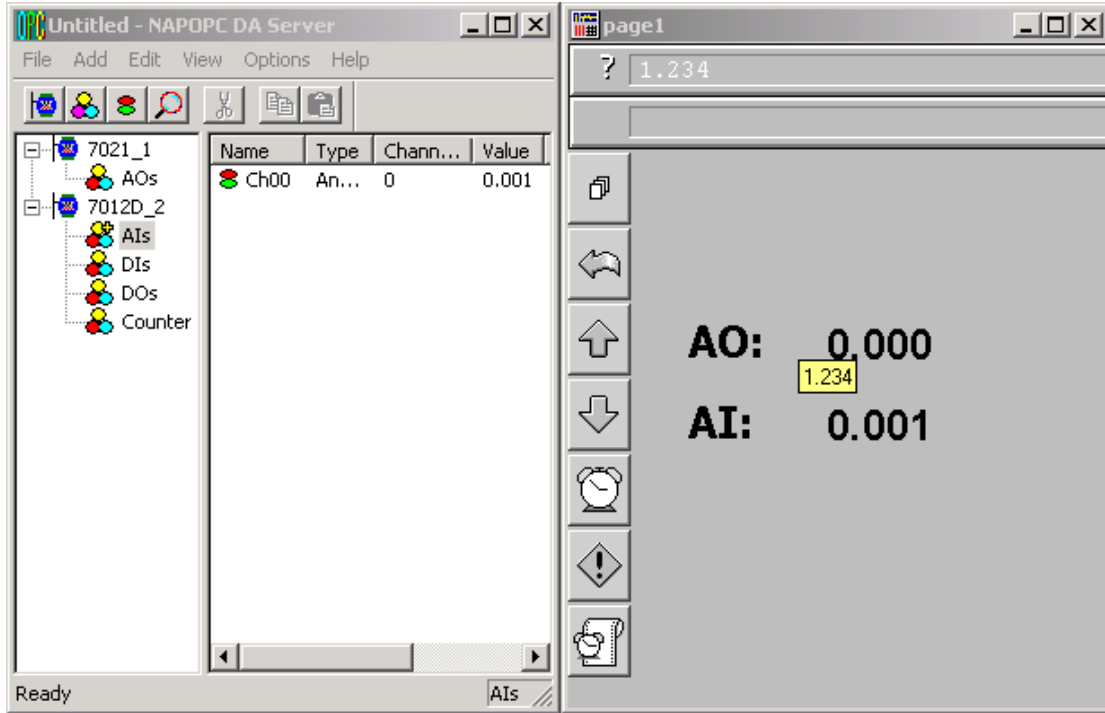 OPC Untitled - NAPOPC DA Server
File Add Edit View Options Help
7021_1
AOs
7012D_2
AIs
DIs
DOs
Counter
Name Type Chann... Value
Ch00 An... 0 0.001
Ready AIs
page1
? 1.234
AO: 0.000
1.234
AI: 0.001